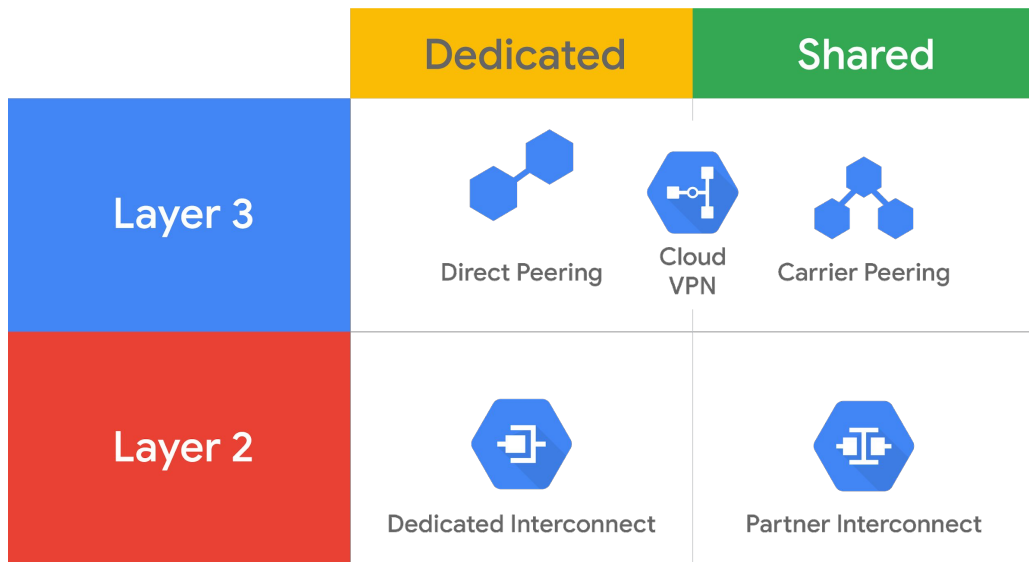 Dedicated
Shared
Layer 3
Direct Peering
Cloud
VPN
Carrier Peering
Layer 2
Dedicated Interconnect
Partner Interconnect